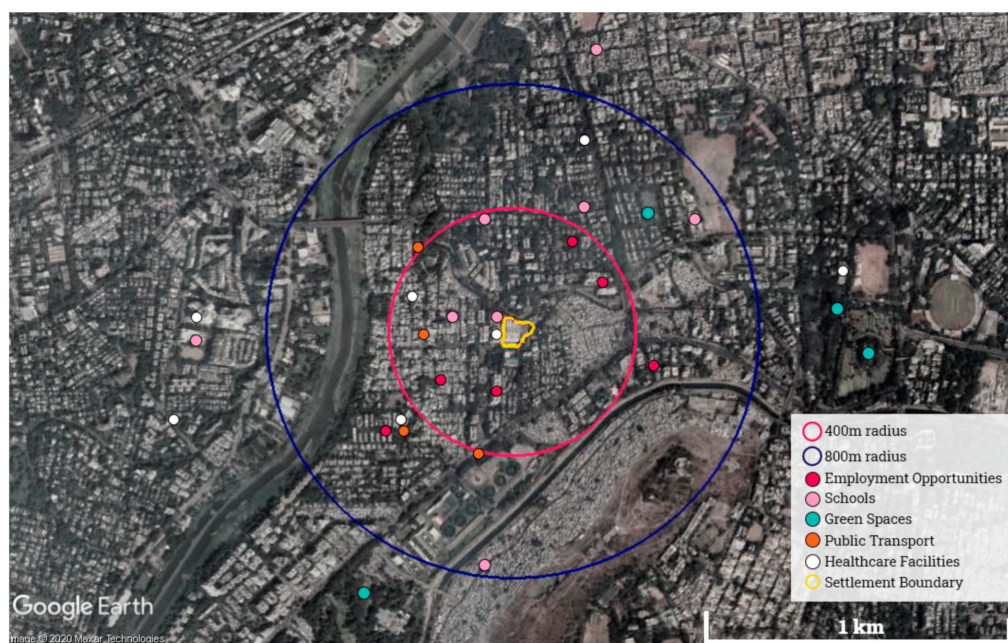 400m radius
800m radius
Employment Opportunities
Schools
Green Spaces
Public Transport
Healthcare Facilities
Settlement Boundary
Google Earth
1 km
Image © 2020 Maxar Technologies